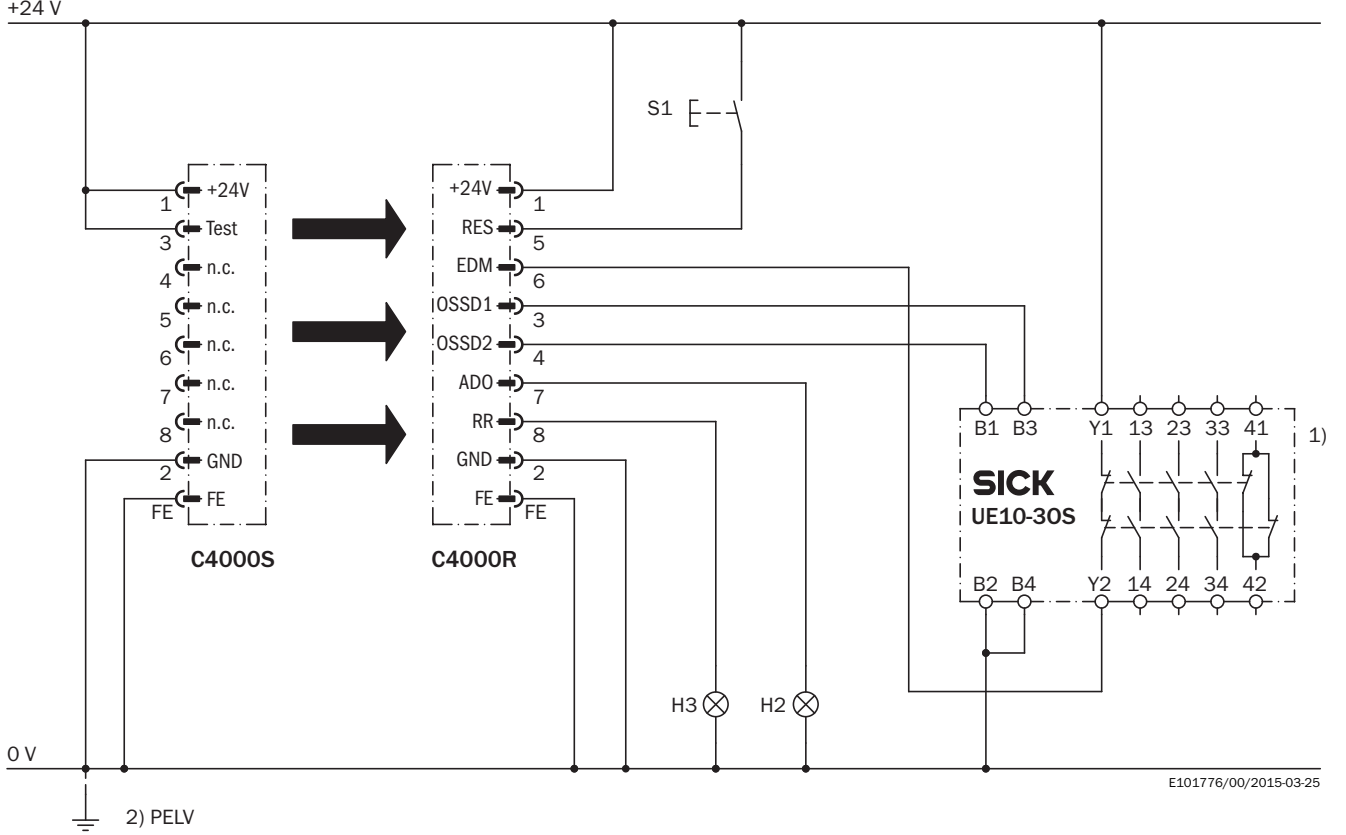 +24 V
S1
+24V
1
Test
3
n.c.
4
n.c.
5
n.c.
6
n.c.
7
n.c.
8
GND
2
FE
FE
C4000S
+24V
1
RES
5
EDM
6
OSSD1
3
OSSD2
4
ADO
7
RR
8
GND
2
FE
FE
C4000R
B1 B3 Y1 13 23 33 41
1)
SICK
UE10-30S
B2 B4 Y2 14 24 34 42
H3
H2
0 V
E101776/00/2015-03-25
2) PELV